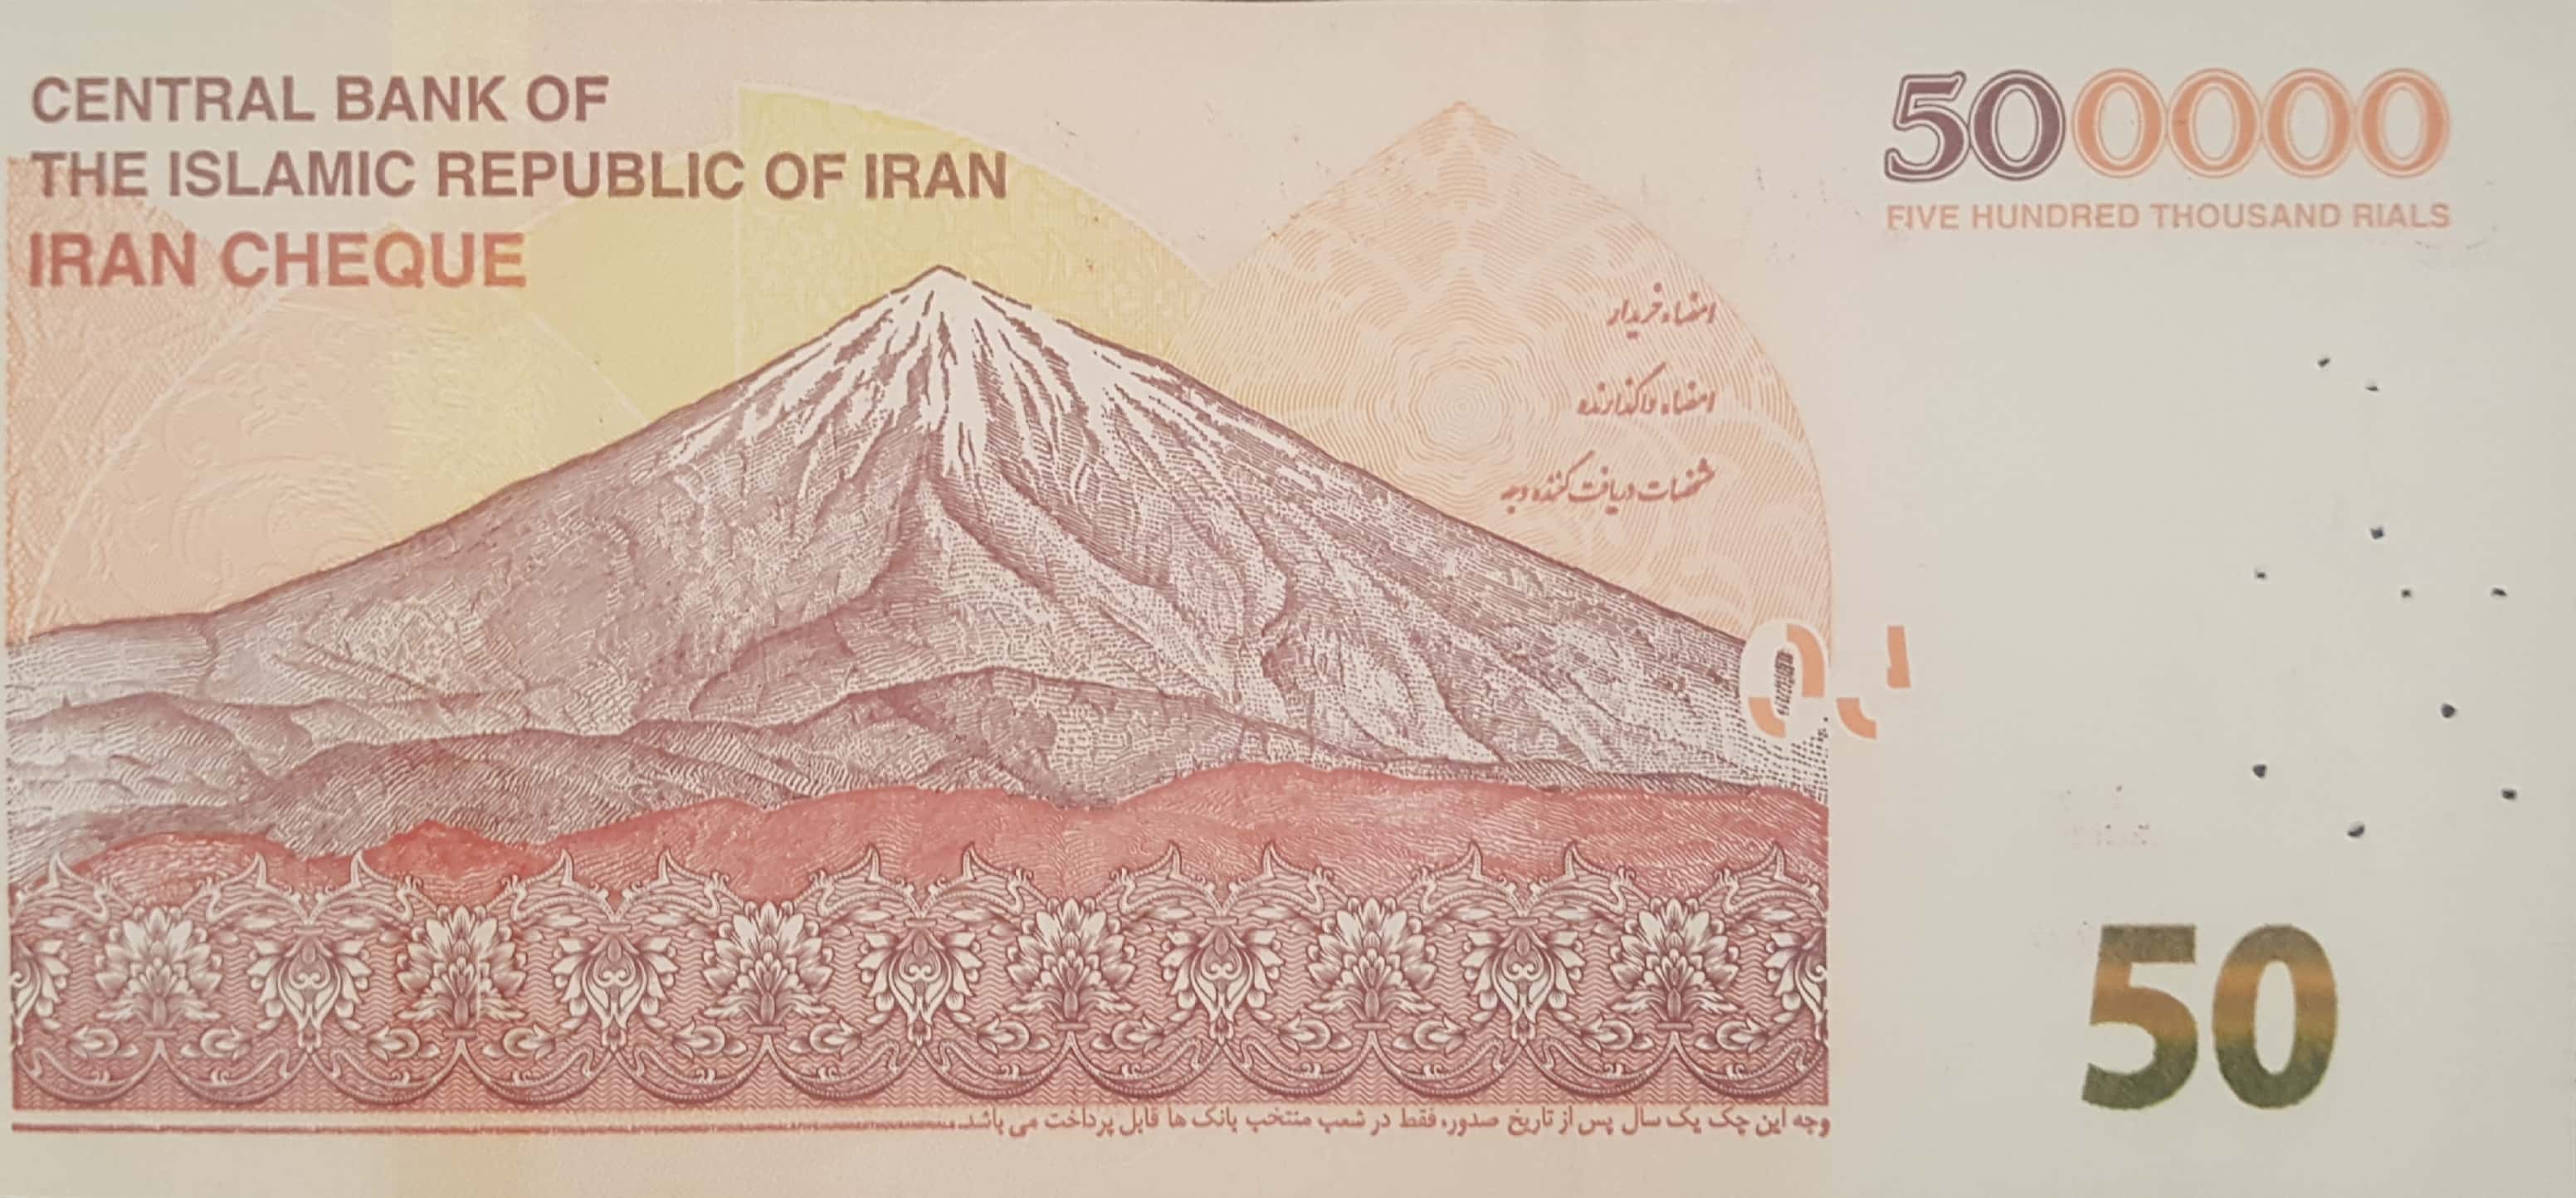 CENTRAL BANK OF
THE ISLAMIC REPUBLIC OF IRAN
IRAN CHEQUE
500000
FIVE HUNDRED THOUSAND RIALS
امضاء خریدار
امضاء واگذارنده
مشخصات دریافت کننده وجه
50
وجه این چک یک سال پس از تاریخ صدور، فقط در شعب منتخب بانک ها قابل پرداخت می باشد.